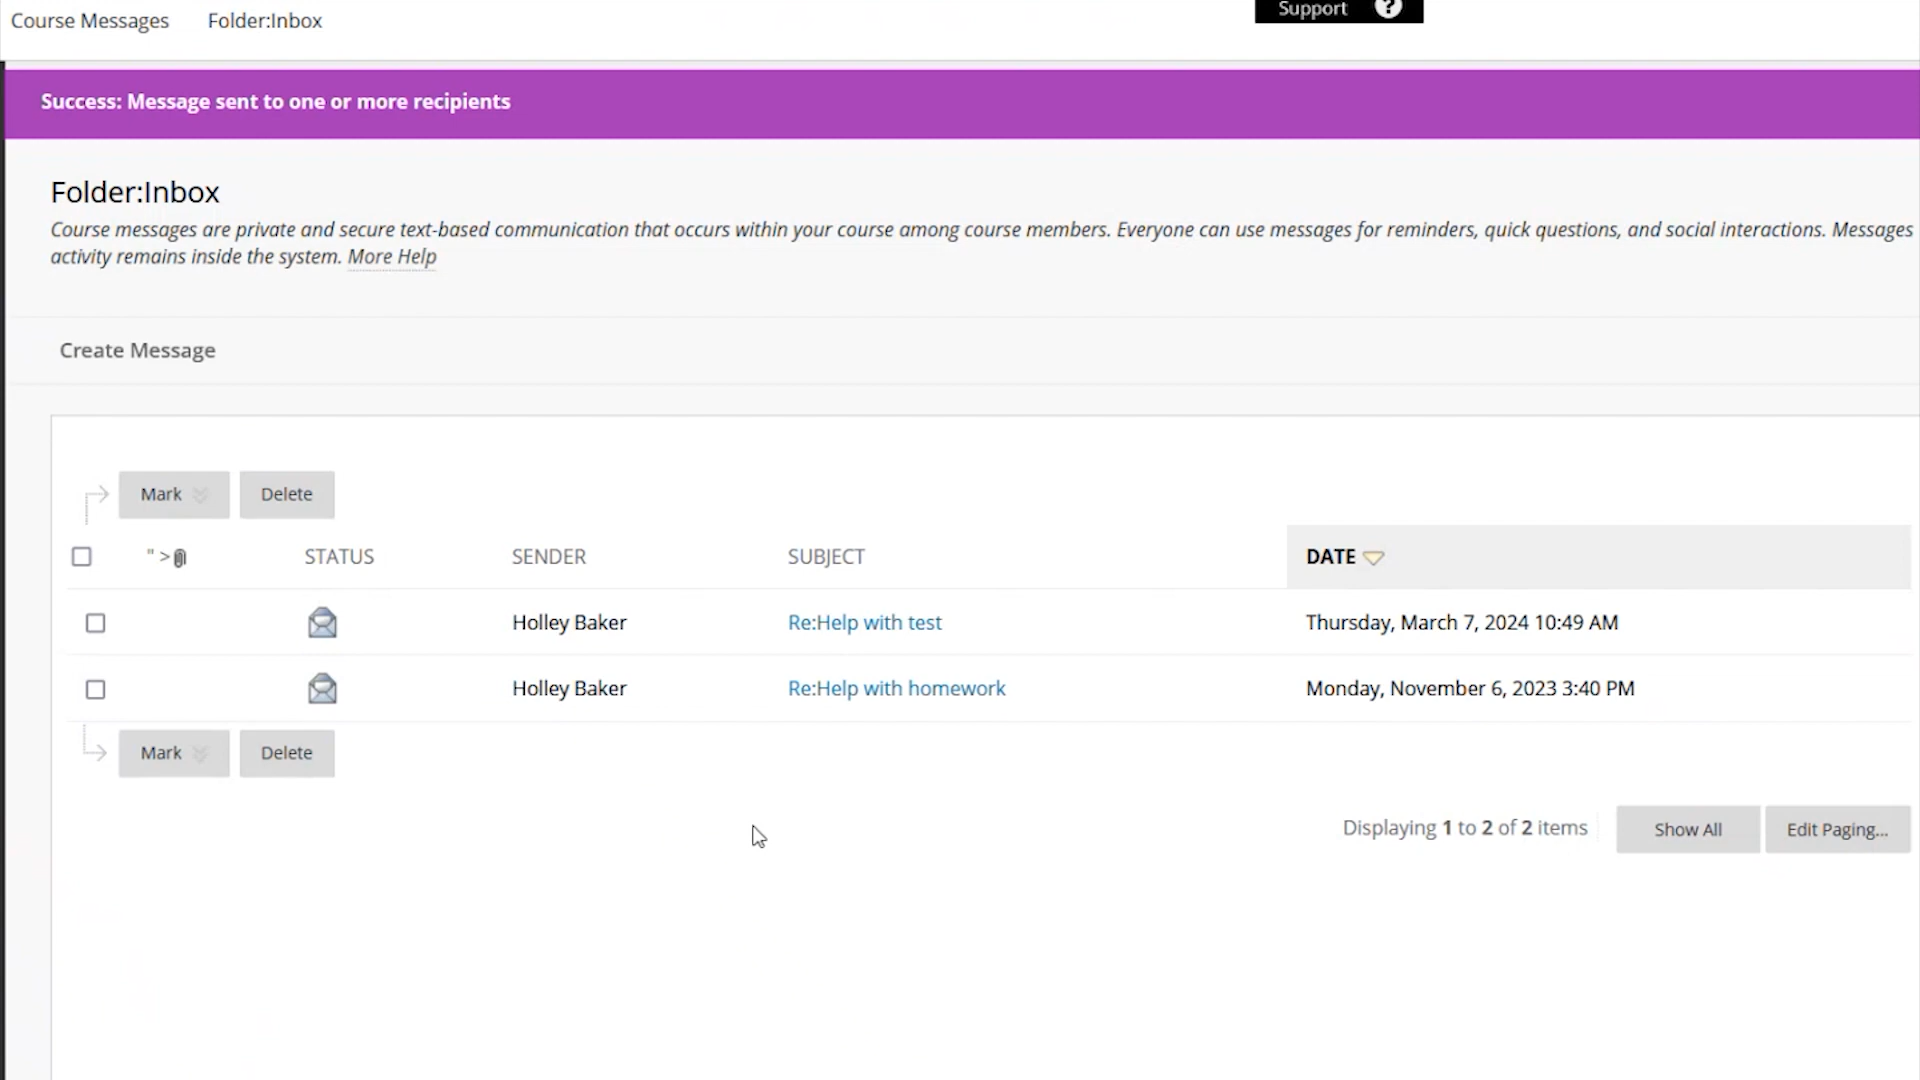 Course Messages Folder:Inbox
Support ?
Success: Message sent to one or more recipients
Folder:Inbox
Course messages are private and secure text-based communication that occurs within your course among course members. Everyone can use messages for reminders, quick questions, and social interactions. Messages
activity remains inside the system. More Help
Create Message
Mark Delete
" > STATUS SENDER SUBJECT DATE
Holley Baker Re:Help with test Thursday, March 7, 2024 10:49 AM
Holley Baker Re:Help with homework Monday, November 6, 2023 3:40 PM
Mark Delete
Displaying 1 to 2 of 2 items Show All Edit Paging...